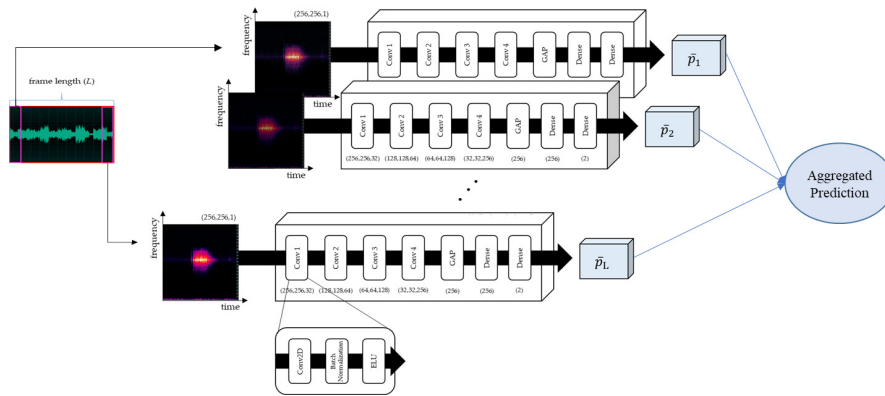 frame length (L)
frequency
(256,256,1)
time
Conv 1
Conv 2
Conv 3
Conv 4
GAP
Dense
Dense
p̄1
frequency
time
Conv 1
Conv 2
Conv 3
Conv 4
GAP
Dense
Dense
(256,256,32)
(128,128,64)
(64,64,128)
(32,32,256)
(256)
(256)
(2)
p̄2
Aggregated
Prediction
frequency
(256,256,1)
time
Conv 1
Conv 2
Conv 3
Conv 4
GAP
Dense
Dense
(256,256,32)
(128,128,64)
(64,64,128)
(32,32,256)
(256)
(256)
(2)
p̄L
Conv2D
Batch
Normalization
ELU